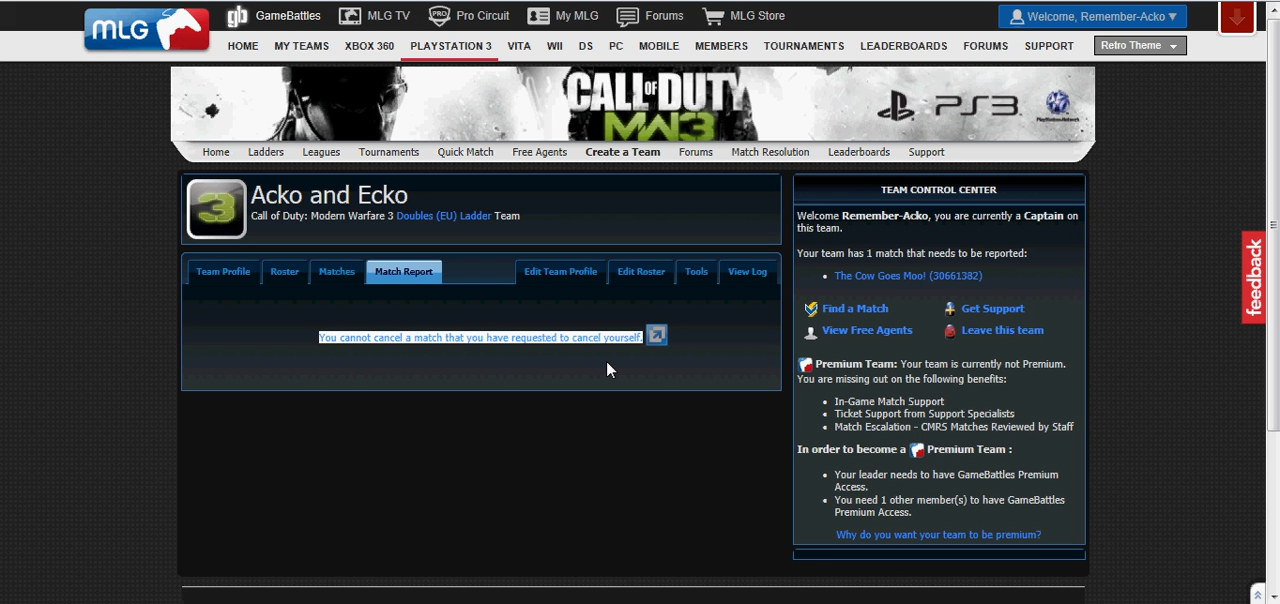 MLG
gb GameBattles MLG TV PRO Pro Circuit My MLG Forums MLG Store Welcome, Remember-Acko ▼
HOME MY TEAMS XBOX 360 PLAYSTATION 3 VITA WII DS PC MOBILE MEMBERS TOURNAMENTS LEADERBOARDS FORUMS SUPPORT Retro Theme
CALL OF DUTY
MW3
PS3
Home Ladders Leagues Tournaments Quick Match Free Agents Create a Team Forums Match Resolution Leaderboards Support
3
Acko and Ecko
Call of Duty: Modern Warfare 3 Doubles (EU) Ladder Team
Team Profile Roster Matches Match Report Edit Team Profile Edit Roster Tools View Log
You cannot cancel a match that you have requested to cancel yourself.
TEAM CONTROL CENTER
Welcome Remember-Acko, you are currently a Captain on
this team.
Your team has 1 match that needs to be reported:
• The Cow Goes Moo! (30661382)
Find a Match Get Support
View Free Agents Leave this team
Premium Team: Your team is currently not Premium.
You are missing out on the following benefits:
• In-Game Match Support
• Ticket Support from Support Specialists
• Match Escalation - CMRS Matches Reviewed by Staff
In order to become a Premium Team :
• Your leader needs to have GameBattles Premium
Access.
• You need 1 other member(s) to have GameBattles
Premium Access.
Why do you want your team to be premium?
feedback